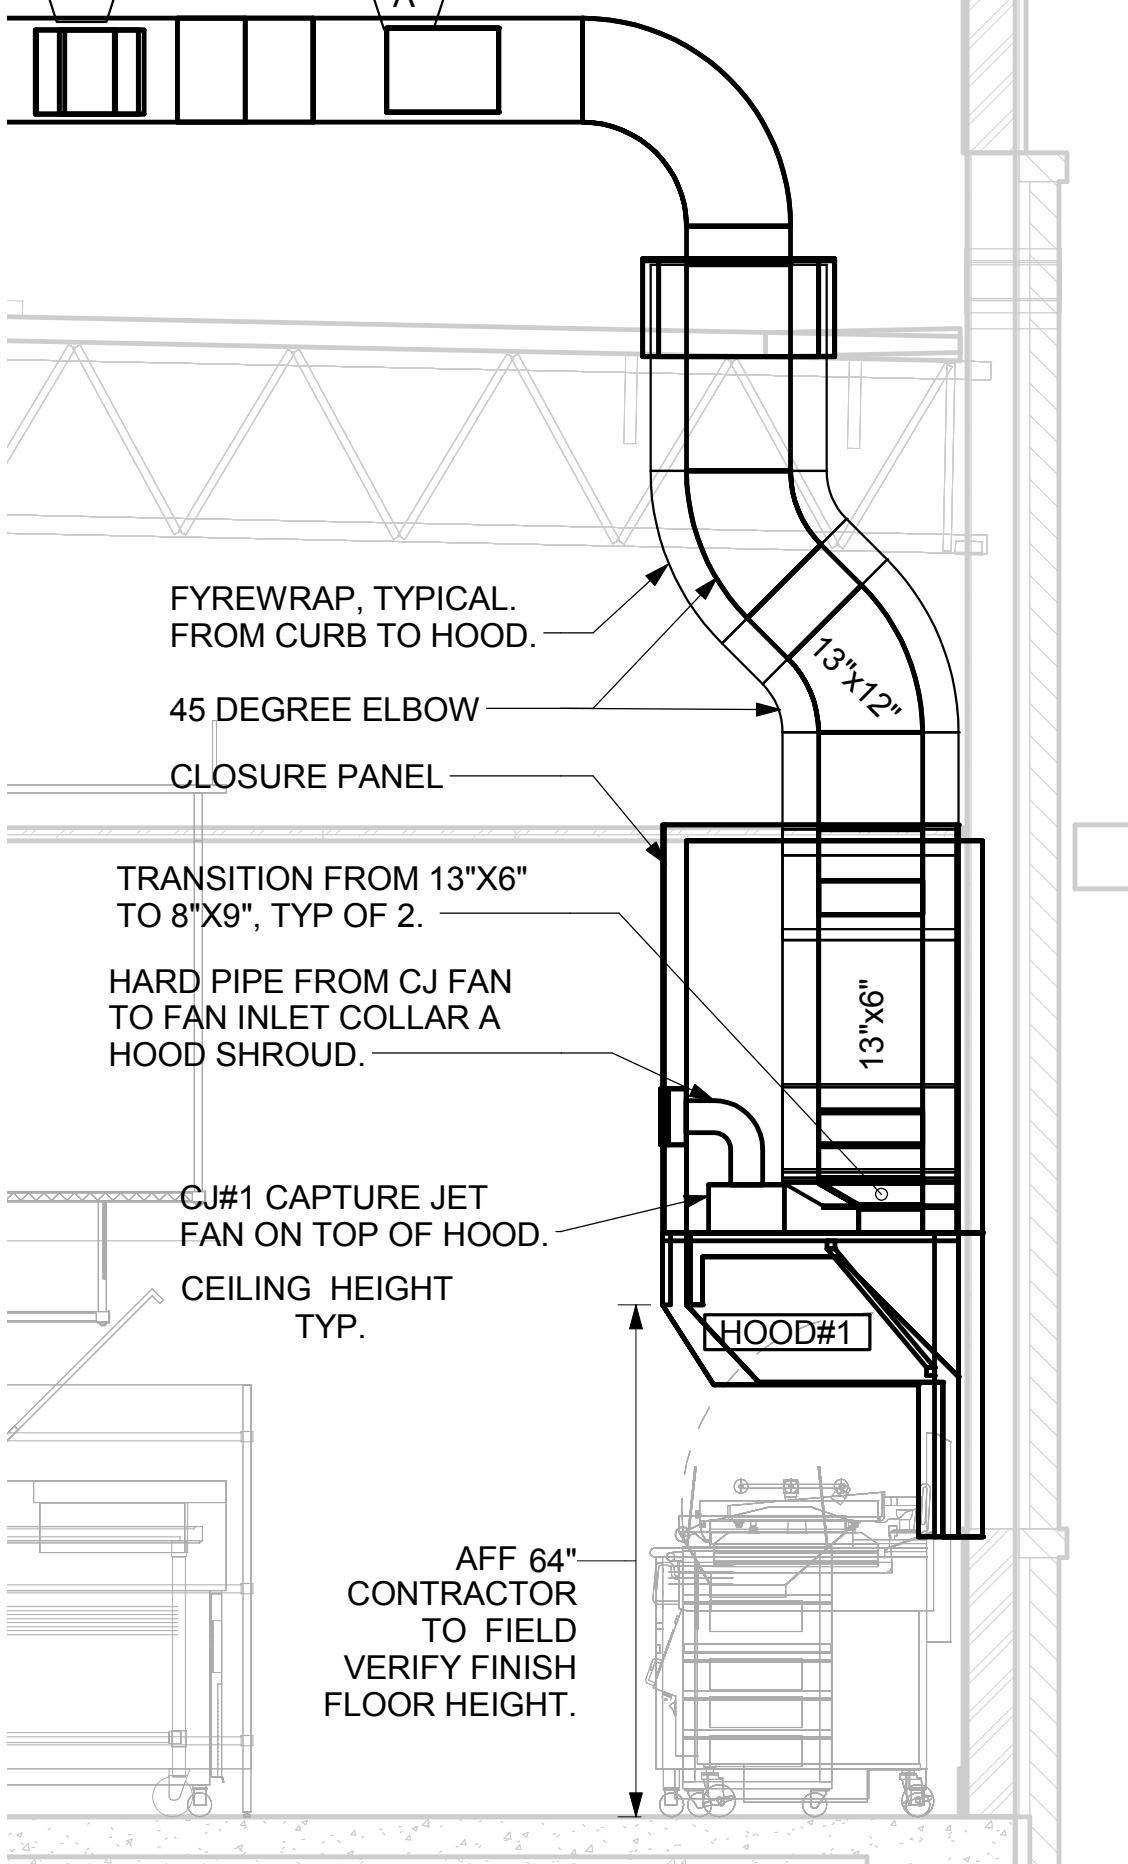 A
FYREWRAP, TYPICAL.
FROM CURB TO HOOD.
13"x12"
45 DEGREE ELBOW
CLOSURE PANEL
TRANSITION FROM 13"X6"
TO 8"X9", TYP OF 2.
HARD PIPE FROM CJ FAN
TO FAN INLET COLLAR A
HOOD SHROUD.
13"x6"
CJ#1 CAPTURE JET
FAN ON TOP OF HOOD.
CEILING HEIGHT
TYP.
HOOD#1
AFF 64"
CONTRACTOR
TO FIELD
VERIFY FINISH
FLOOR HEIGHT.